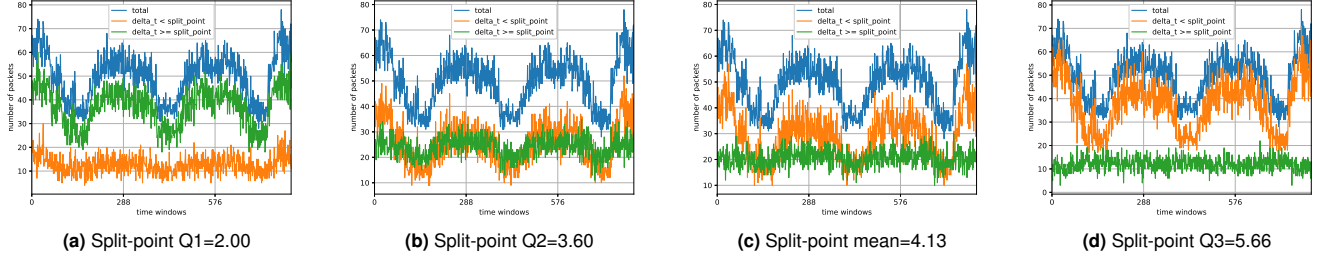 80
70
60
50
40
30
20
10
number of packets
total
delta_t < split_point
delta_t >= split_point
0
288
576
time windows
(a) Split-point Q1=2.00
80
70
60
50
40
30
20
10
number of packets
total
delta_t < split_point
delta_t >= split_point
0
288
576
time windows
(b) Split-point Q2=3.60
80
70
60
50
40
30
20
10
number of packets
total
delta_t < split_point
delta_t >= split_point
0
288
576
time windows
(c) Split-point mean=4.13
80
70
60
50
40
30
20
10
0
number of packets
total
delta_t < split_point
delta_t >= split_point
0
288
576
time windows
(d) Split-point Q3=5.66